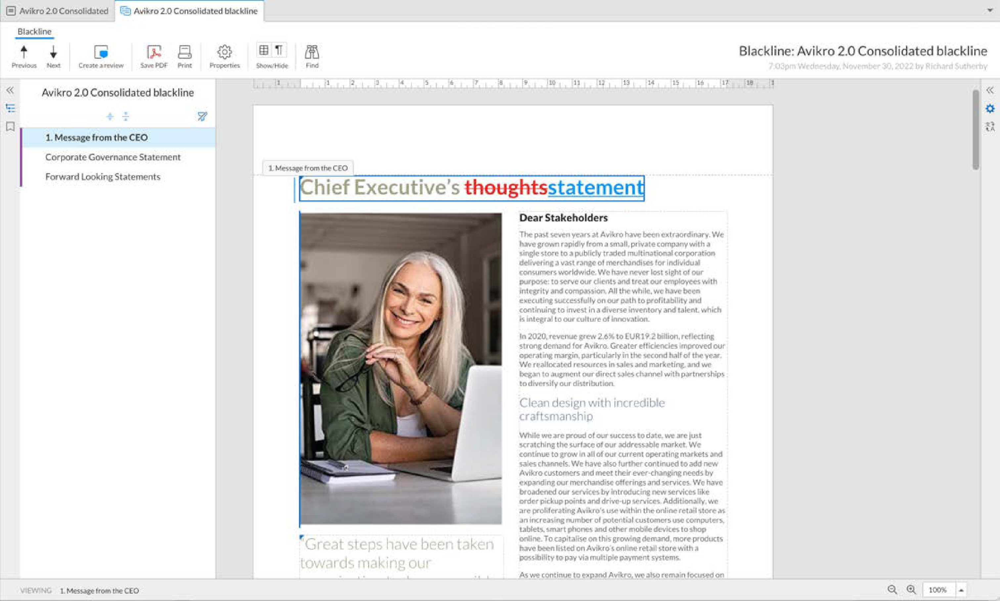 Avikro 2.0 Consolidated
Avikro 2.0 Consolidated blackline
Blackline
Previous
Next
Create a review
Save PDF
Print
Properties
Show/Hide
Find
Blackline: Avikro 2.0 Consolidated blackline
7:03pm Wednesday, November 30, 2022 by Richard Sutherby
Avikro 2.0 Consolidated blackline
1. Message from the CEO
Corporate Governance Statement
Forward Looking Statements
1 1 2 3 4 5 6 7 8 9 10 11 12 13 14 15 16 17 18
1. Message from the CEO
Chief Executive’s thoughtsstatement
Dear Stakeholders
The past seven years at Avikro have been extraordinary. We
have grown rapidly from a small, private company with a
single store to a publicly traded multinational corporation
delivering a vast range of merchandises for individual
consumers worldwide. We have never lost sight of our
purpose: to serve our clients and treat our employees with
integrity and compassion. All the while, we have been
executing successfully on our path to profitability and
continuing to invest in a diverse inventory and talent, which
is integral to our culture of innovation.
In 2020, revenue grew 2.6% to EUR19.2 billion, reflecting
strong demand for Avikro. Greater efficiencies improved our
operating margin, particularly in the second half of the year.
We reallocated resources in sales and marketing, and we
began to augment our direct sales channel with partnerships
to diversify our distribution.
Clean design with incredible
craftsmanship
While we are proud of our success to date, we are just
scratching the surface of our addressable market. We
continue to grow in all of our current operating markets and
sales channels. We have also further continued to add new
Avikro customers and meet their ever-changing needs by
expanding our merchandise offerings and services. We have
broadened our services by introducing new services like
order pickup points and drive-up services. Additionally, we
are proliferating Avikro's use within the online retail store as
an increasing number of potential customers use computers,
tablets, smart phones and other mobile devices to shop
online. To capitalise on this growing demand, more products
have been listed on Avikro's online retail store with a
possibility to pay via multiple payment systems.
As we continue to expand Avikro, we also remain focused on
"Great steps have been taken
towards making our
VIEWING 1. Message from the CEO
100%